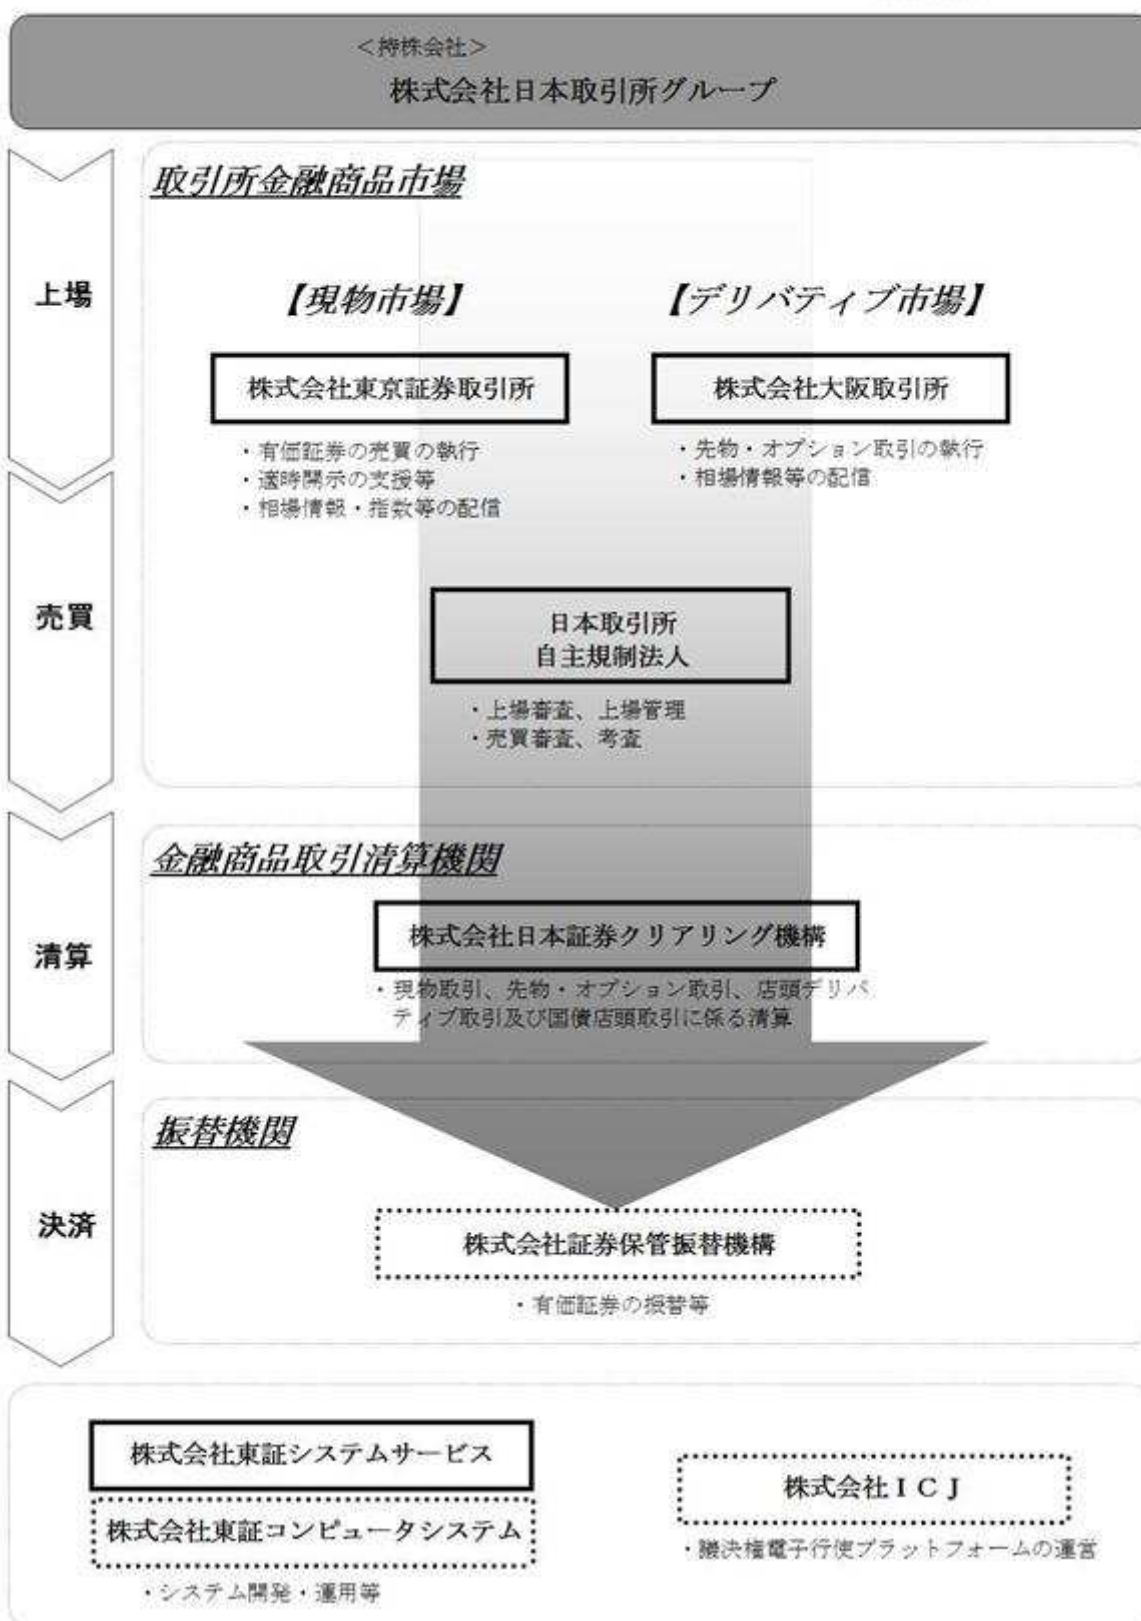 ＜持株会社＞
株式会社日本取引所グループ
取引所金融商品市場
上場
【現物市場】
【デリバティブ市場】
株式会社東京証券取引所
株式会社大阪取引所
・有価証券の売買の執行
・適時開示の支援等
・相場情報・指数等の配信
・先物・オプション取引の執行
・相場情報等の配信
売買
日本取引所
自主規制法人
・上場審査、上場管理
・売買審査、考査
金融商品取引清算機関
清算
株式会社日本証券クリアリング機構
・現物取引、先物・オプション取引、店頭デリバ
ティブ取引及び国債店頭取引に係る清算
振替機関
決済
株式会社証券保管振替機構
・有価証券の振替等
株式会社東証システムサービス
株式会社東証コンピュータシステム
・システム開発・運用等
株式会社ＩＣＪ
・議決権電子行使プラットフォームの運営